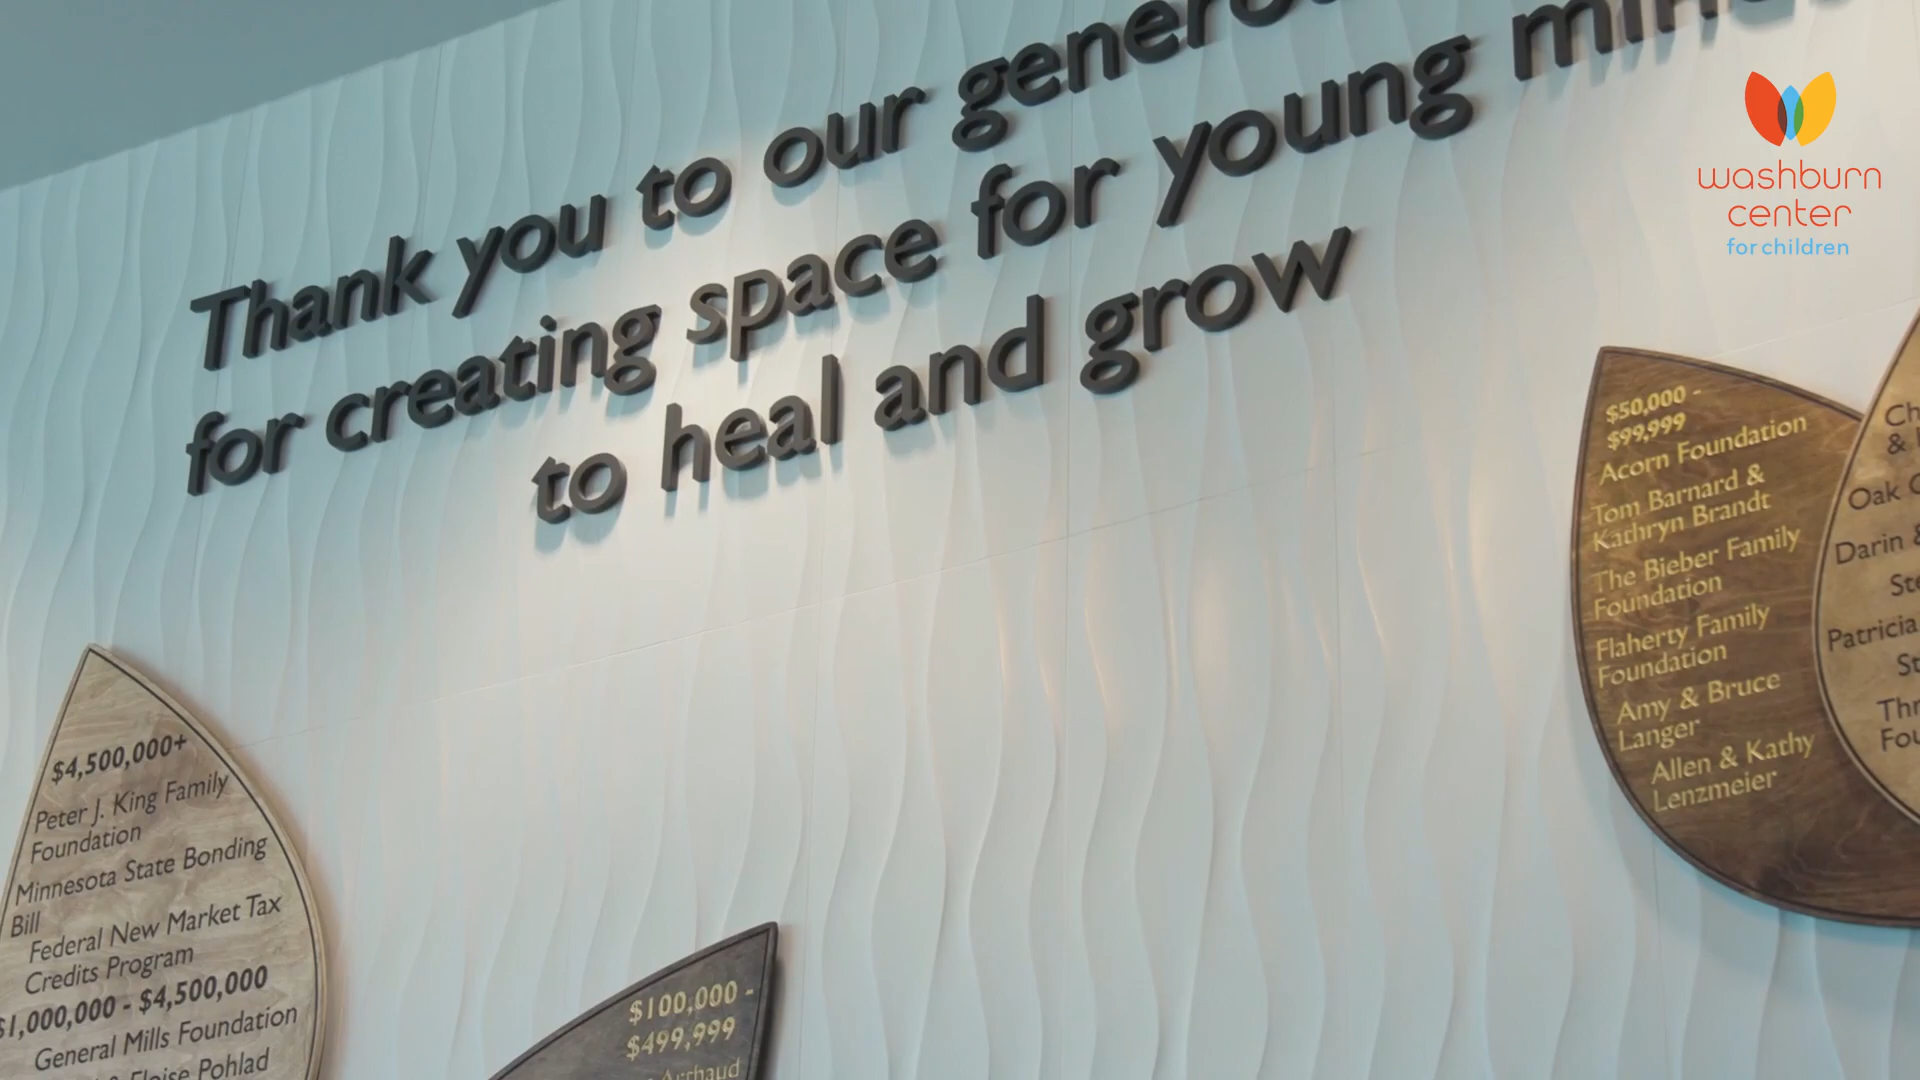 Thank you to our
for creating space for young
to heal and grow
washburn
center
for children
$50,000 -
$99,999
Acorn Foundation
Tom Barnard &
Kathryn Brandt
The Bieber Family
Foundation
Flaherty Family
Foundation
Amy & Bruce
Langer
Allen & Kathy
Lenzmeier
&
Oak
Darin &
Patricia
$4,500,000+
Peter J. King Family
Foundation
Minnesota State Bonding
Bill
Federal New Market Tax
Credits Program
$1,000,000 - $4,500,000
General Mills Foundation
& Eloise Pohlad
$100,000 -
$499,999
Arthaud